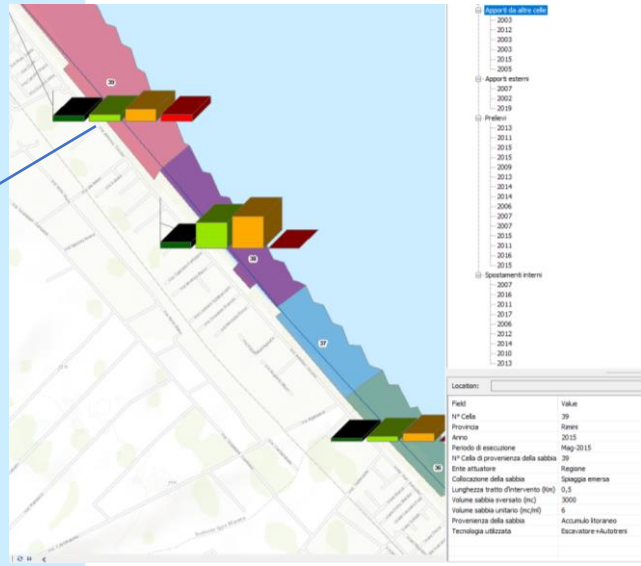 Apporti da altre celle
2003
2012
2003
2003
2015
2005
Apporti esterni
2007
2002
2019
Prelievi
2013
2011
2015
2015
2009
2013
2014
2014
2006
2007
2007
2015
2011
2016
2015
Spostamenti interni
2007
2016
2011
2017
2006
2012
2014
2010
2013
39
38
37
36
Location:
Field Value
N° Cella 39
Provincia Rimini
Anno 2015
Periodo di esecuzione Mag-2015
N° Cella di provenienza della sabbia 39
Ente attuatore Regione
Collocazione della sabbia Spiaggia emersa
Lunghezza tratto d'intervento (Km) 0,5
Volume sabbia sversato (mc) 3000
Volume sabbia unitario (mc/ml) 6
Provenienza della sabbia Accumulo litoraneo
Tecnologia utilizzata Escavatore+Autotreni